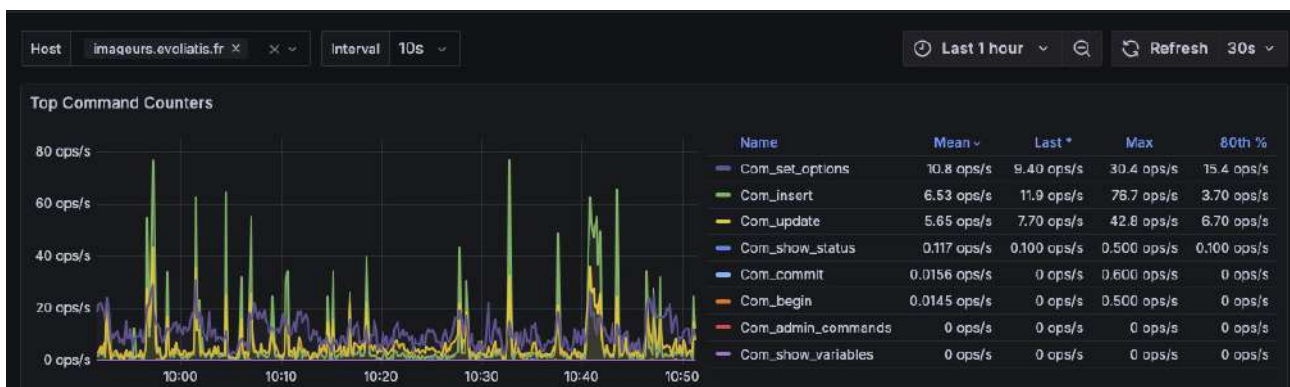 Host imageurs.evoliatis.fr × × Interval 10s Last 1 hour Refresh 30s
Top Command Counters
Name Mean Last * Max 80th %
80 ops/s
60 ops/s
40 ops/s
20 ops/s
0 ops/s
10:00 10:10 10:20 10:30 10:40 10:50
Com_set_options 10.8 ops/s 9.40 ops/s 30.4 ops/s 15.4 ops/s
Com_insert 6.53 ops/s 11.9 ops/s 76.7 ops/s 3.70 ops/s
Com_update 5.65 ops/s 7.70 ops/s 42.8 ops/s 6.70 ops/s
Com_show_status 0.117 ops/s 0.100 ops/s 0.500 ops/s 0.100 ops/s
Com_commit 0.0156 ops/s 0 ops/s 0.600 ops/s 0 ops/s
Com_begin 0.0145 ops/s 0 ops/s 0.500 ops/s 0 ops/s
Com_admin_commands 0 ops/s 0 ops/s 0 ops/s 0 ops/s
Com_show_variables 0 ops/s 0 ops/s 0 ops/s 0 ops/s